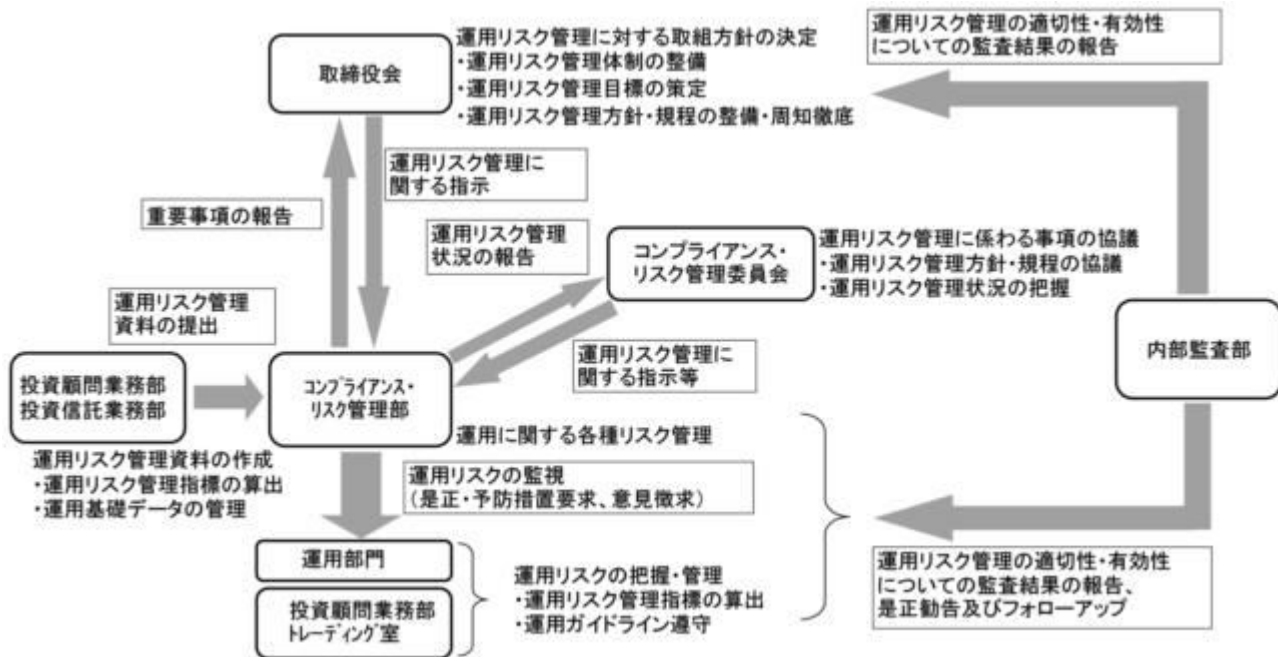 取締役会
運用リスク管理に対する取組方針の決定
・運用リスク管理体制の整備
・運用リスク管理目標の策定
・運用リスク管理方針・規程の整備・周知徹底
運用リスク管理の適切性・有効性
についての監査結果の報告
運用リスク管理に
関する指示
重要事項の報告
運用リスク管理
状況の報告
コンプライアンス・
リスク管理委員会
運用リスク管理に係わる事項の協議
・運用リスク管理方針・規程の協議
・運用リスク管理状況の把握
運用リスク管理
資料の提出
内部監査部
運用リスク管理に
関する指示等
投資顧問業務部
投資信託業務部
コンプライアンス・
リスク管理部
運用に関する各種リスク管理
運用リスク管理資料の作成
・運用リスク管理指標の算出
・運用基礎データの管理
運用リスクの監視
(是正・予防措置要求、意見徴求)
運用部門
投資顧問業務部
トレーディング室
運用リスクの把握・管理
・運用リスク管理指標の算出
・運用ガイドライン遵守
運用リスク管理の適切性・有効性
についての監査結果の報告、
是正勧告及びフォローアップ